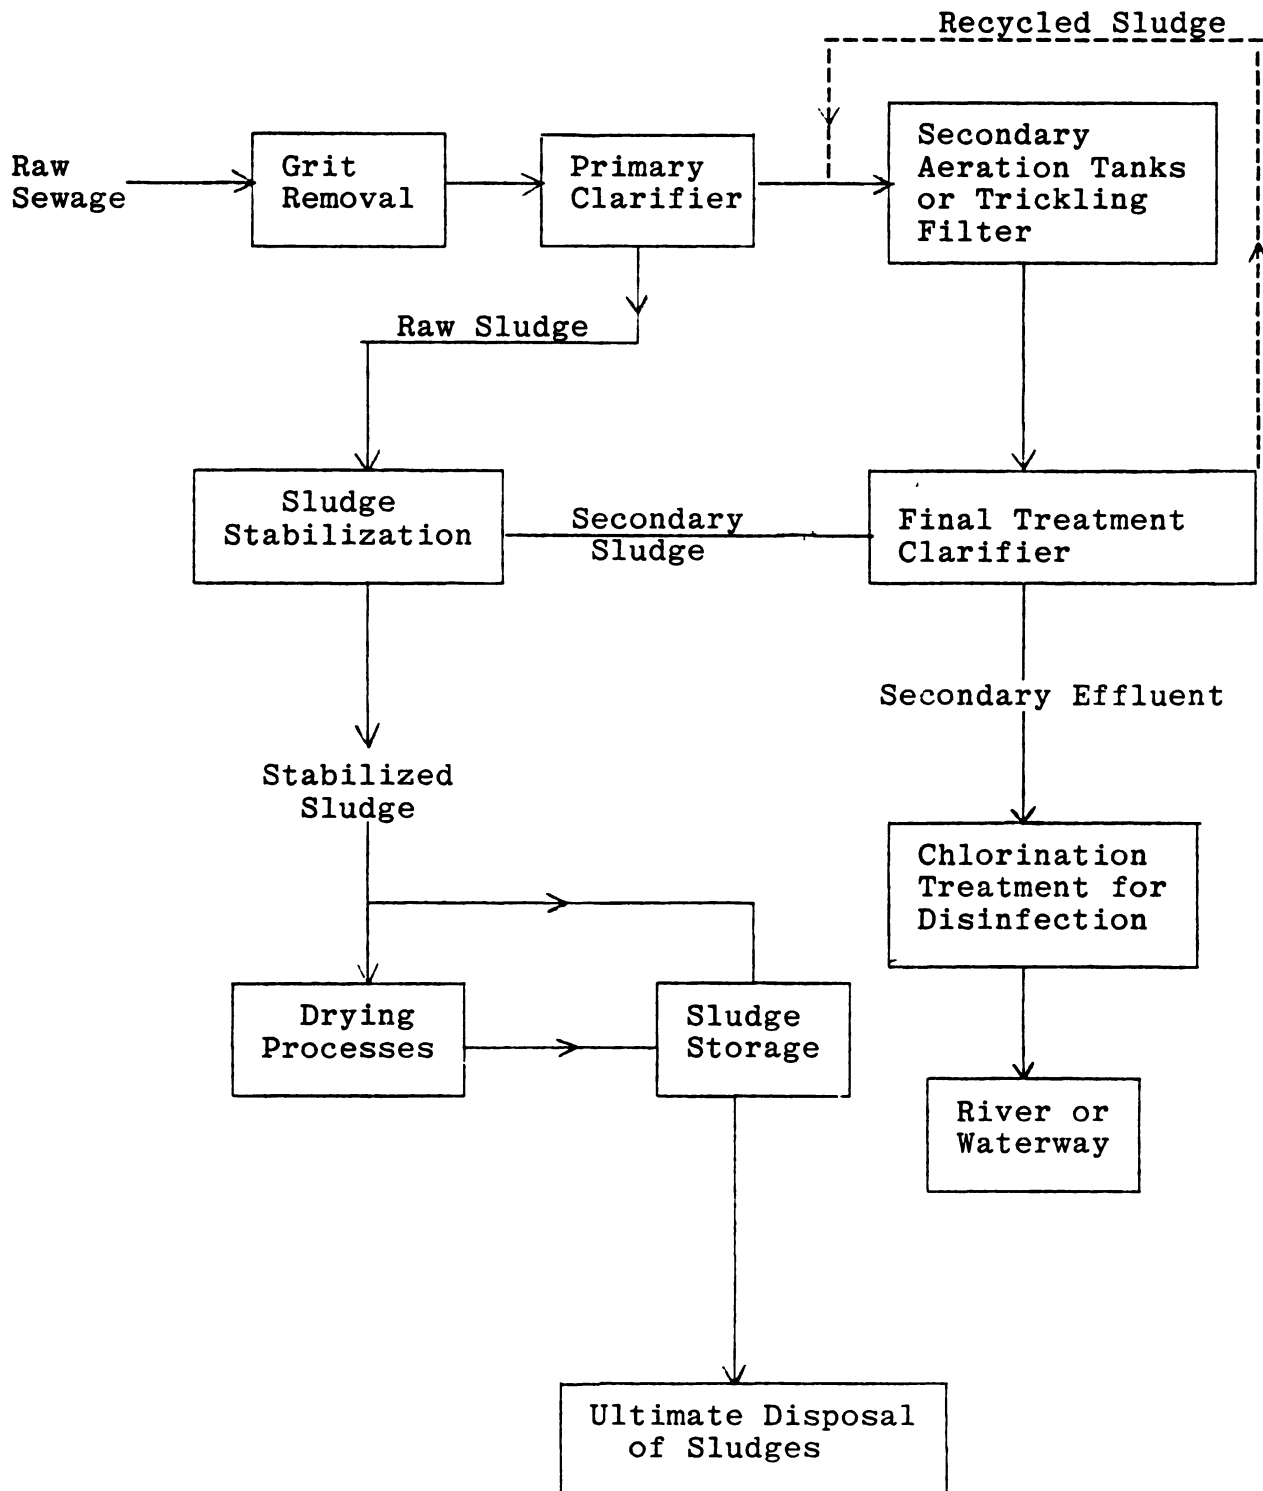 Recycled Sludge
Raw
Sewage
Grit
Removal
Primary
Clarifier
Secondary
Aeration Tanks
or Trickling
Filter
Raw Sludge
Sludge
Stabilization
Secondary
Sludge
Final Treatment
Clarifier
Secondary Effluent
Stabilized
Sludge
Chlorination
Treatment for
Disinfection
Drying
Processes
Sludge
Storage
River or
Waterway
Ultimate Disposal
of Sludges